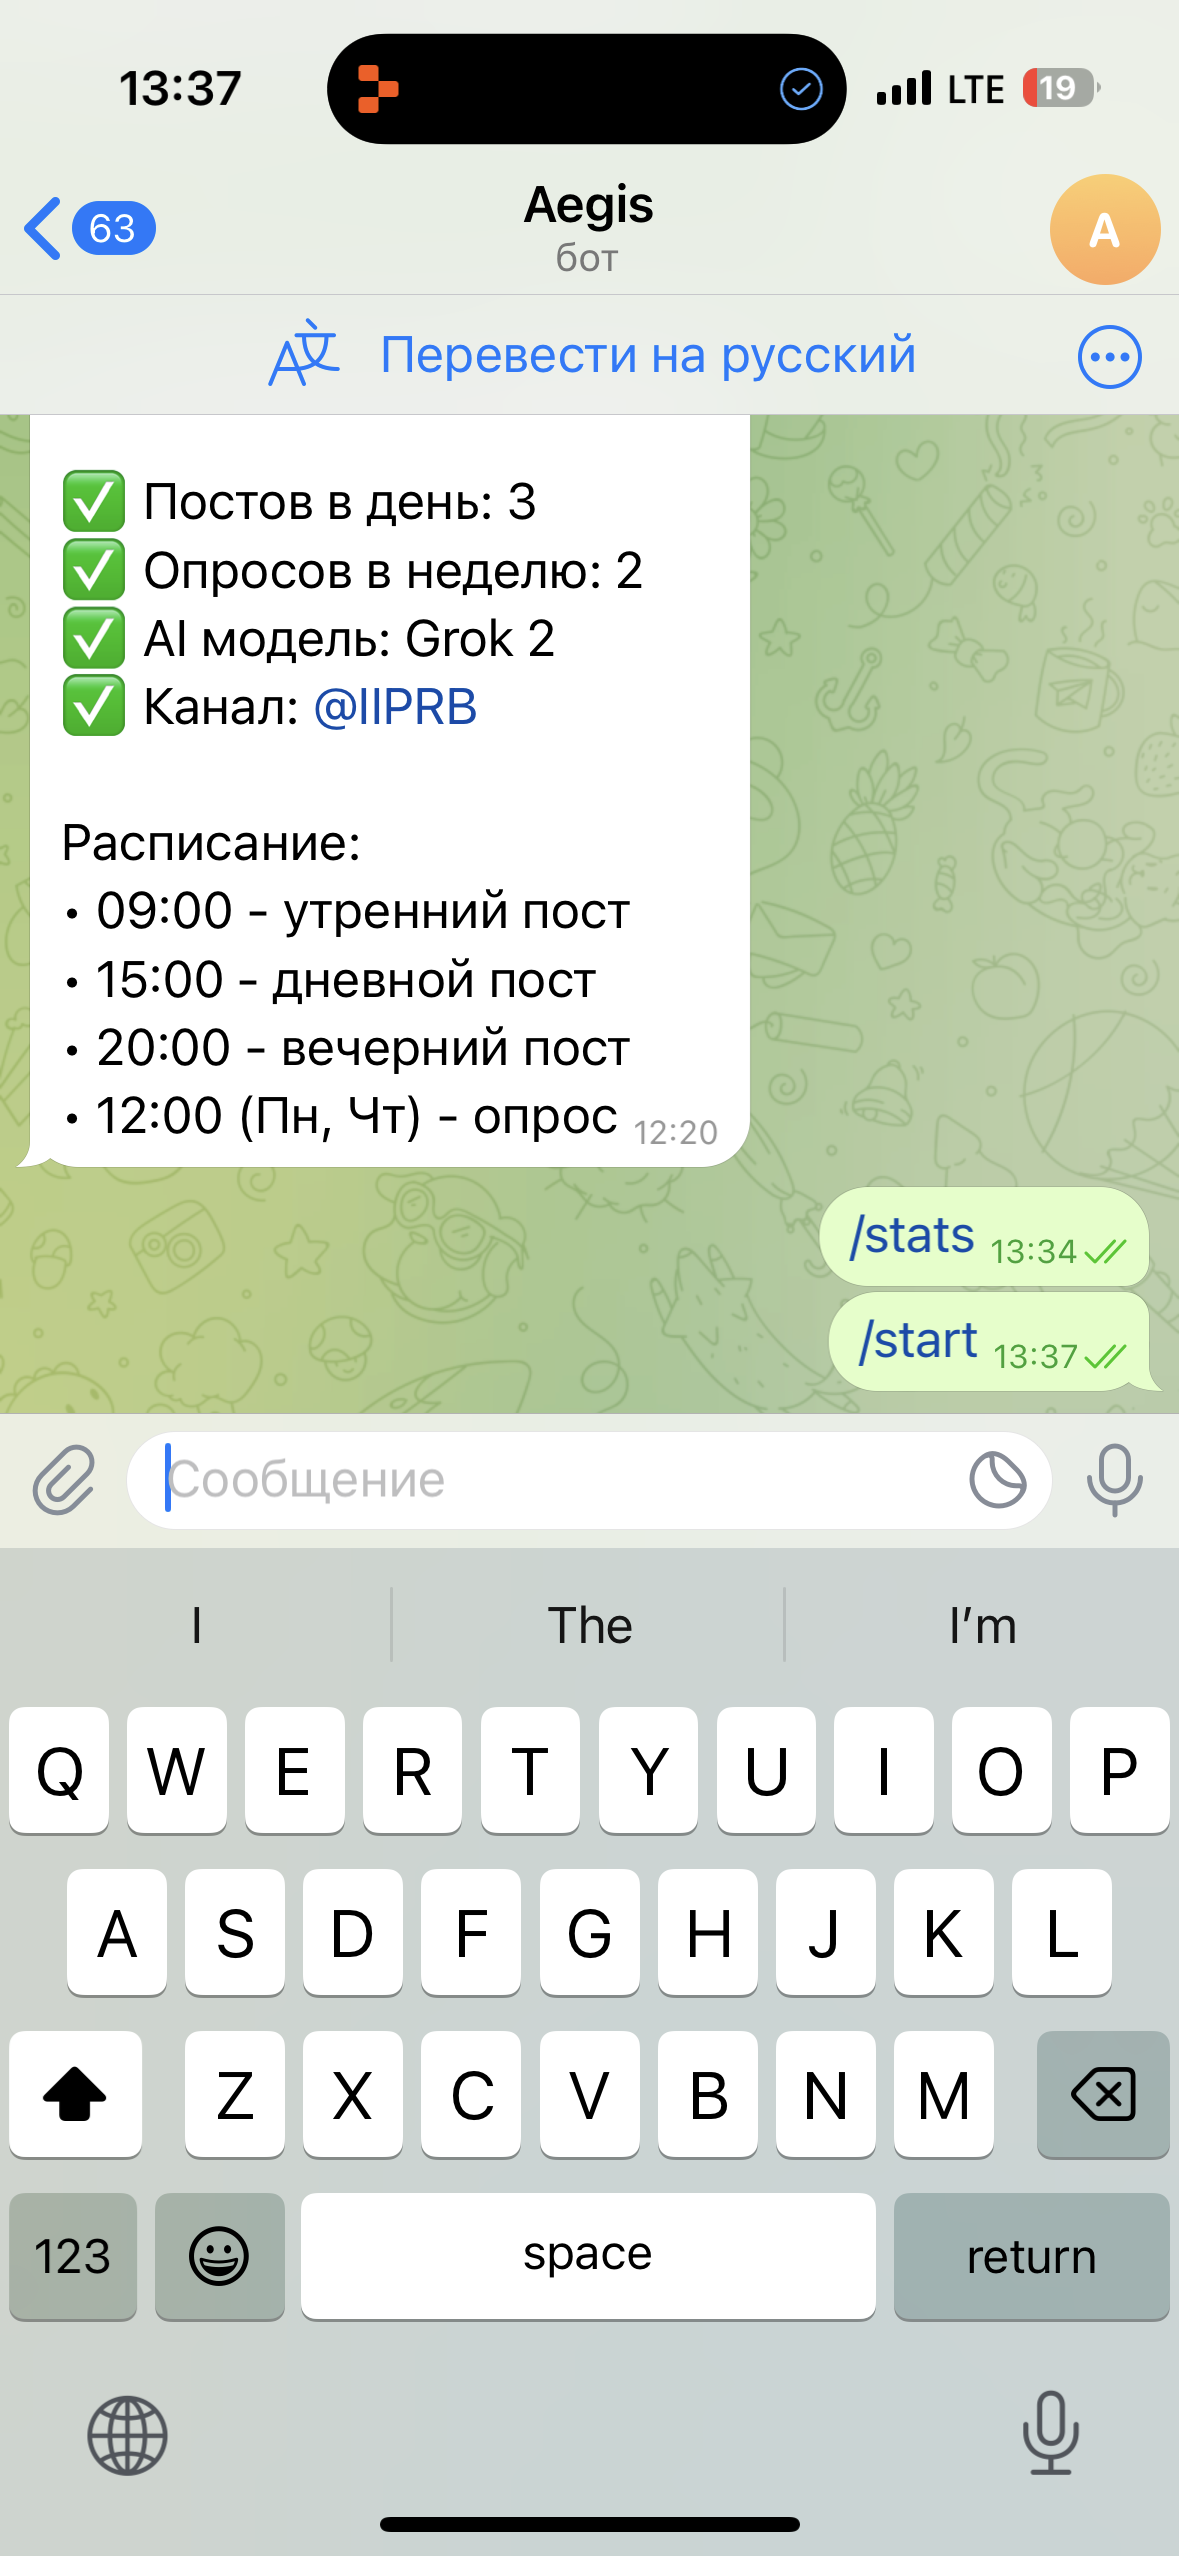 13:37
LTE
19
63
Aegis
бот
A
Перевести на русский
✅ Постов в день: 3
✅ Опросов в неделю: 2
✅ AI модель: Grok 2
✅ Канал: @IIPRB
Расписание:
• 09:00 - утренний пост
• 15:00 - дневной пост
• 20:00 - вечерний пост
• 12:00 (Пн, Чт) - опрос 12:20
/stats 13:34
/start 13:37
Сообщение
I The I’m
Q W E R T Y U I O P
A S D F G H J K L
Z X C V B N M
123 space return